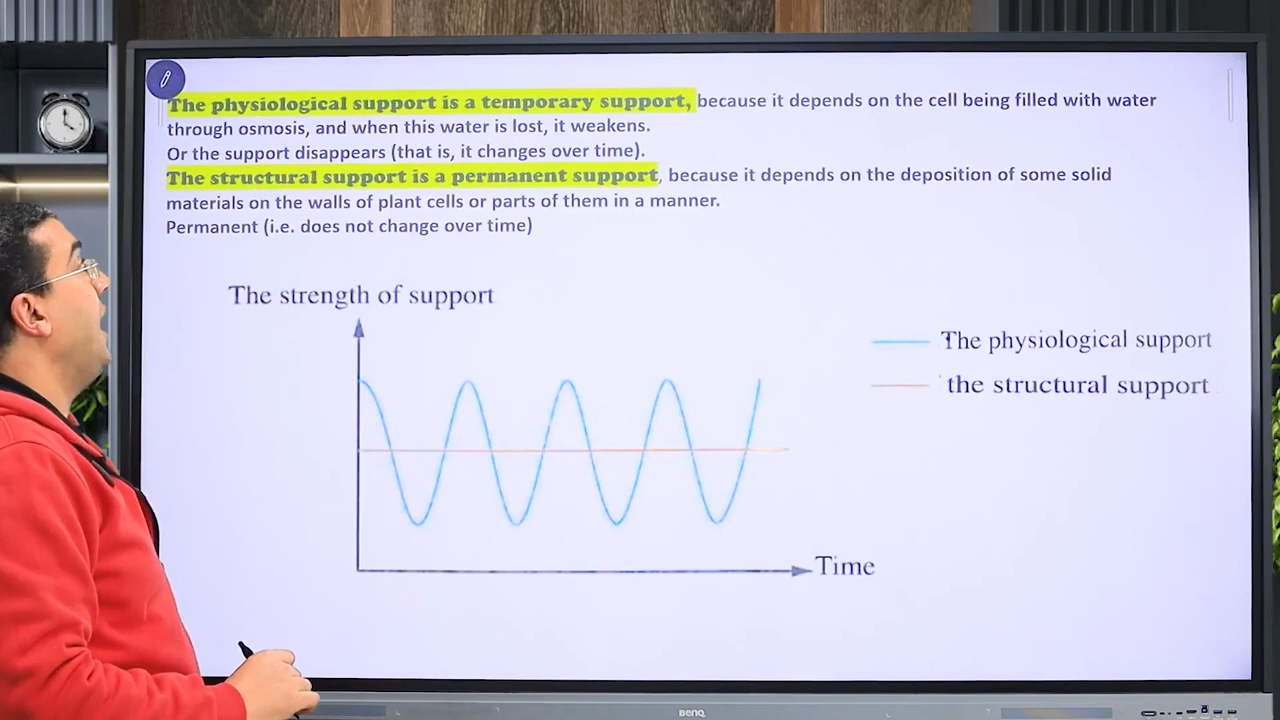 The physiological support is a temporary support, because it depends on the cell being filled with water
through osmosis, and when this water is lost, it weakens.
Or the support disappears (that is, it changes over time).
The structural support is a permanent support, because it depends on the deposition of some solid
materials on the walls of plant cells or parts of them in a manner.
Permanent (i.e. does not change over time)
The strength of support
The physiological support
the structural support
Time
BenQ